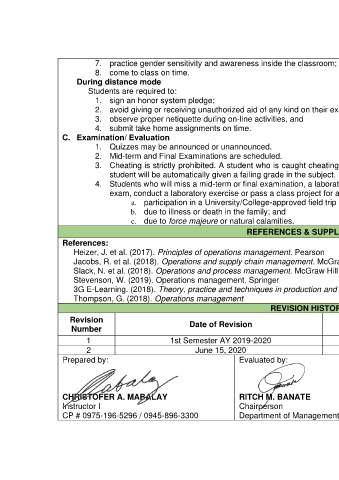 7. practice gender sensitivity and awareness inside the classroom;
8. come to class on time.
During distance mode
Students are required to:
1. sign an honor system pledge;
2. avoid giving or receiving unauthorized aid of any kind on their ex
3. observe proper netiquette during on-line activities, and
4. submit take home assignments on time.
C. Examination/ Evaluation
1. Quizzes may be announced or unannounced.
2. Mid-term and Final Examinations are scheduled.
3. Cheating is strictly prohibited. A student who is caught cheating
student will be automatically given a failing grade in the subject.
4. Students who will miss a mid-term or final examination, a laborat
exam, conduct a laboratory exercise or pass a class project for a
a. participation in a University/College-approved field trip
b. due to illness or death in the family; and
c. due to force majeure or natural calamities.
REFERENCES & SUPPL
References:
Heizer, J. et al. (2017). Principles of operations management. Pearson
Jacobs, R. et al. (2018). Operations and supply chain management. McGra
Slack, N. et al. (2018). Operations and process management. McGraw Hill
Stevenson, W. (2019). Operations management. Springer
3G E-Learning. (2018). Theory, practice and techniques in production and
Thompson, G. (2018). Operations management
REVISION HISTOR
Revision Number Date of Revision
1 1st Semester AY 2019-2020
2 June 15, 2020
Prepared by: Evaluated by:
CHRISTOFER A. MABALAY RITCH M. BANATE
Instructor I Chairperson
CP # 0975-196-5296 / 0945-896-3300 Department of Management